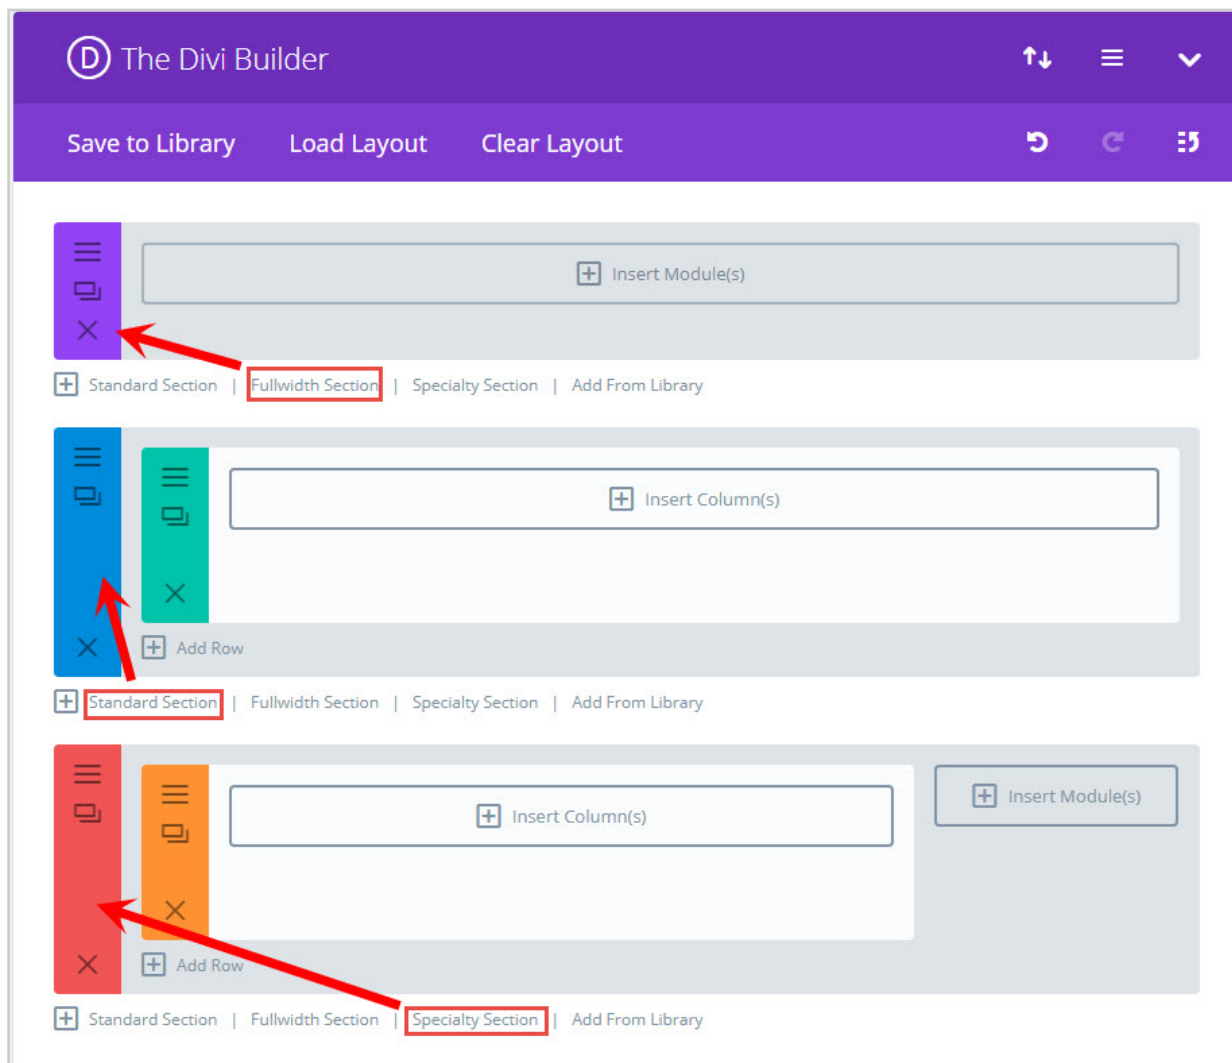 D The Divi Builder
Save to Library Load Layout Clear Layout
Insert Module(s)
Standard Section | Fullwidth Section | Specialty Section | Add From Library
Insert Column(s)
Add Row
Standard Section | Fullwidth Section | Specialty Section | Add From Library
Insert Column(s) Insert Module(s)
Add Row
Standard Section | Fullwidth Section | Specialty Section | Add From Library